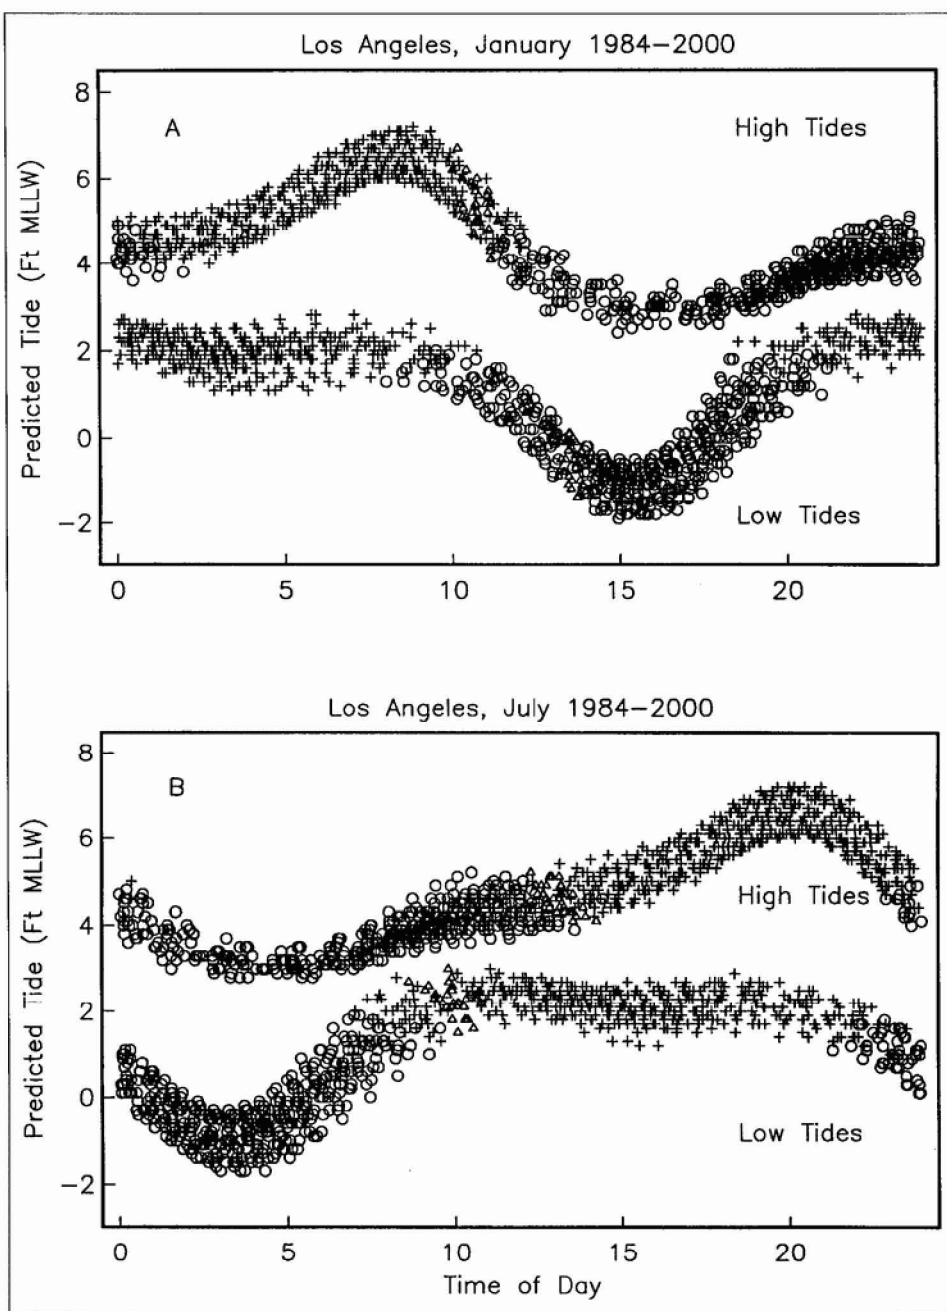 Los Angeles, January 1984–2000
Predicted Tide (Ft MLLW)
8
6
4
2
0
−2
A
High Tides
Low Tides
0 5 10 15 20
Los Angeles, July 1984–2000
Predicted Tide (Ft MLLW)
8
6
4
2
0
−2
B
High Tides
Low Tides
0 5 10 15 20
Time of Day